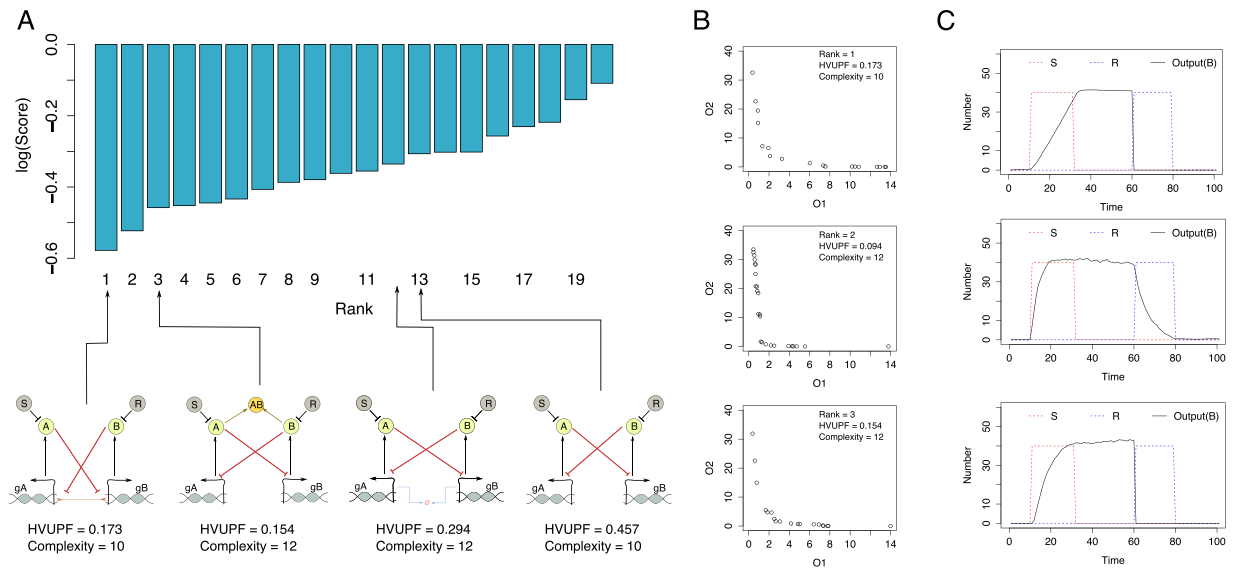 A
0.0
−0.2
−0.4
−0.6
log(Score)
1 2 3 4 5 6 7 8 9 11 13 15 17 19
Rank
S R
A B
gA gB
HVUPF = 0.173
Complexity = 10
S AB R
A B
gA gB
HVUPF = 0.154
Complexity = 12
S R
A B
gA gB
HVUPF = 0.294
Complexity = 12
S R
A B
gA gB
HVUPF = 0.457
Complexity = 10
B
Rank = 1
HVUPF = 0.173
Complexity = 10
40
30
20
10
0
O2
0 2 4 6 8 10 12 14
O1
Rank = 2
HVUPF = 0.094
Complexity = 12
40
30
20
10
0
O2
0 2 4 6 8 10 12 14
O1
Rank = 3
HVUPF = 0.154
Complexity = 12
40
30
20
10
0
O2
0 2 4 6 8 10 12 14
O1
C
S R Output(B)
50
30
10
0
Number
0 20 40 60 80 100
Time
S R Output(B)
50
30
10
0
Number
0 20 40 60 80 100
Time
S R Output(B)
50
30
10
0
Number
0 20 40 60 80 100
Time